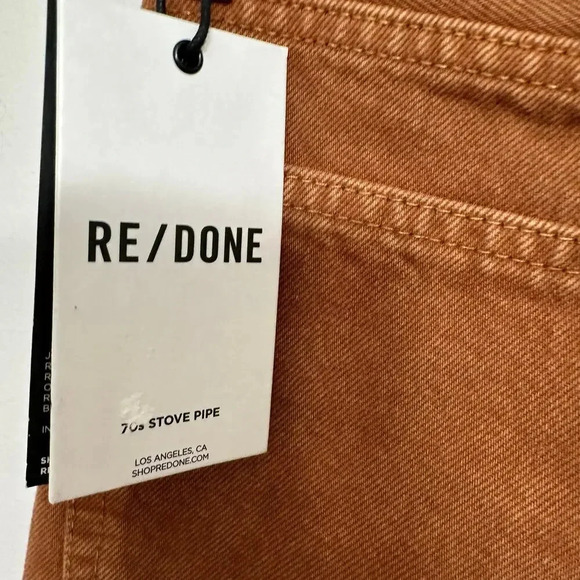 RE/DONE
70s STOVE PIPE
LOS ANGELES, CA
SHOPREDONE.COM